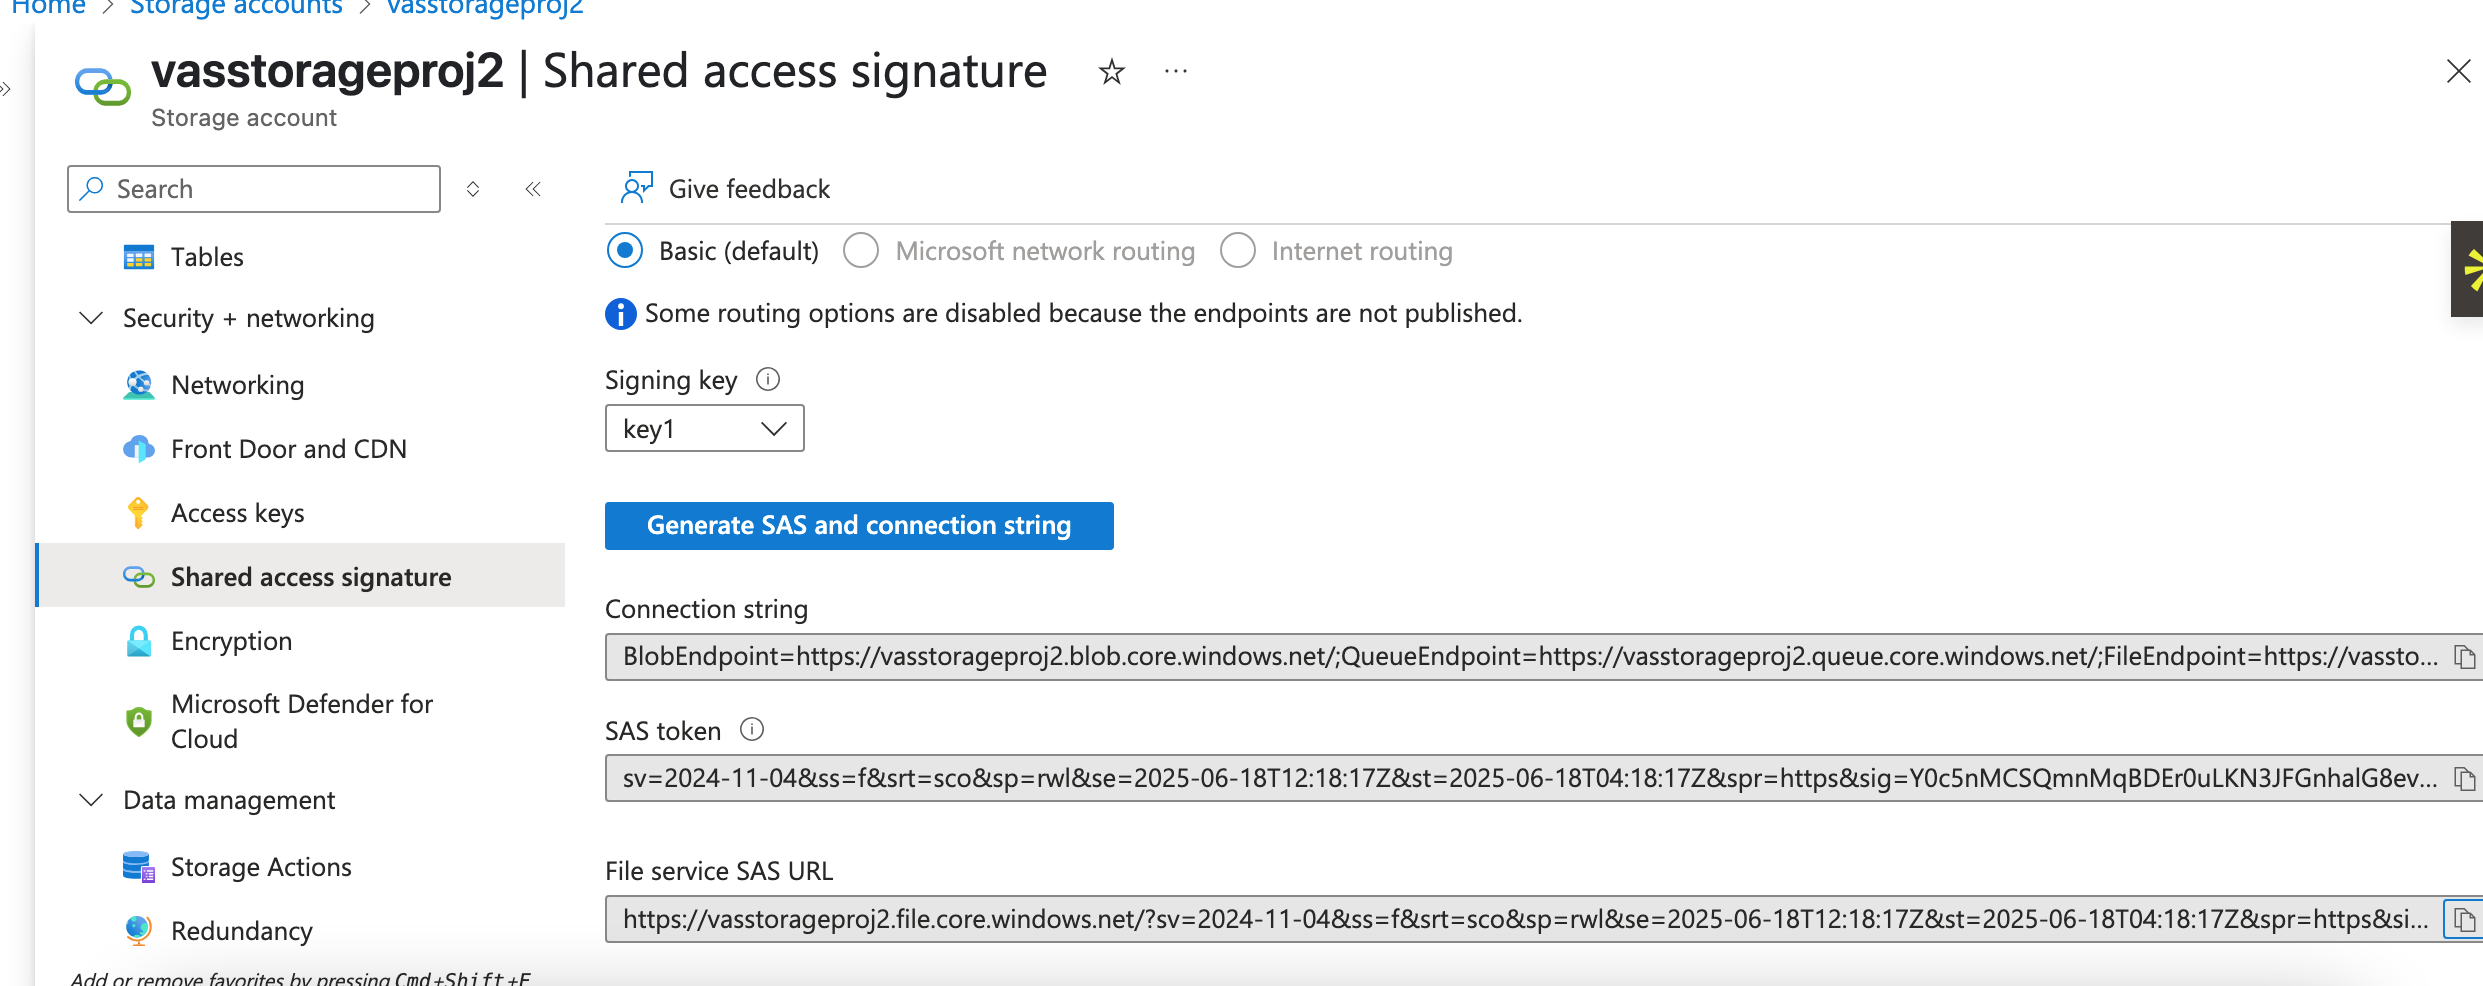 Home > Storage accounts > vasstorageproj2
vasstorageproj2 | Shared access signature
Storage account
Search
Give feedback
Tables
Security + networking
Networking
Front Door and CDN
Access keys
Shared access signature
Encryption
Microsoft Defender for
Cloud
Data management
Storage Actions
Redundancy
Add or remove favorites by pressing Cmd+Shift+F
Basic (default) Microsoft network routing Internet routing
Some routing options are disabled because the endpoints are not published.
Signing key
key1
Generate SAS and connection string
Connection string
BlobEndpoint=https://vasstorageproj2.blob.core.windows.net/;QueueEndpoint=https://vasstorageproj2.queue.core.windows.net/;FileEndpoint=https://vassto...
SAS token
sv=2024-11-04&ss=f&srt=sco&sp=rwl&se=2025-06-18T12:18:17Z&st=2025-06-18T04:18:17Z&spr=https&sig=Y0c5nMCSQmnMqBDEr0uLKN3JFGnhalG8ev...
File service SAS URL
https://vasstorageproj2.file.core.windows.net/?sv=2024-11-04&ss=f&srt=sco&sp=rwl&se=2025-06-18T12:18:17Z&st=2025-06-18T04:18:17Z&spr=https&si...